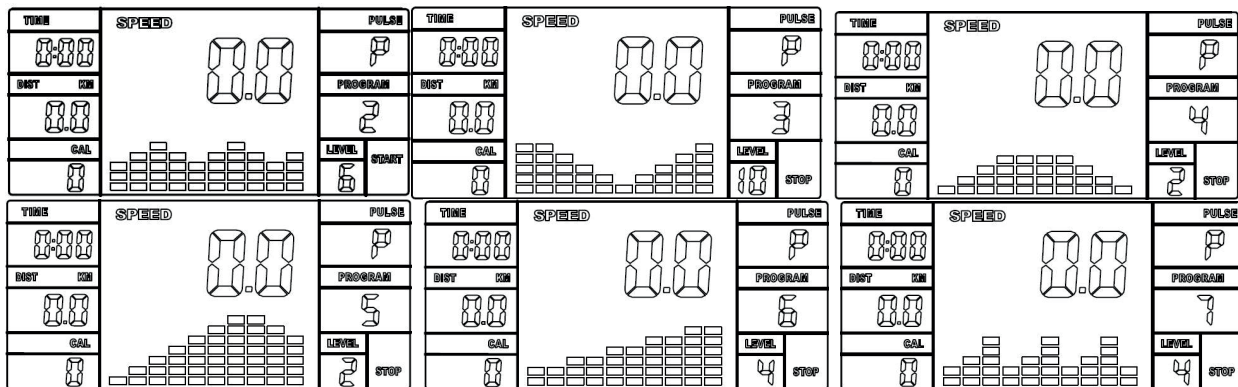 TIME SPEED PULSE
0:00 0.0 P
DIST KM PROGRAM
0.0 2
CAL LEVEL START
0 6
TIME SPEED PULSE
0:00 0.0 P
DIST KM PROGRAM
0.0 3
CAL LEVEL STOP
0 10
TIME SPEED PULSE
0:00 0.0 P
DIST KM PROGRAM
0.0 4
CAL LEVEL STOP
0 2
TIME SPEED PULSE
0:00 0.0 P
DIST KM PROGRAM
0.0 5
CAL LEVEL STOP
0 2
TIME SPEED PULSE
0:00 0.0 P
DIST KM PROGRAM
0.0 6
CAL LEVEL STOP
0 4
TIME SPEED PULSE
0:00 0.0 P
DIST KM PROGRAM
0.0 7
CAL LEVEL STOP
0 4